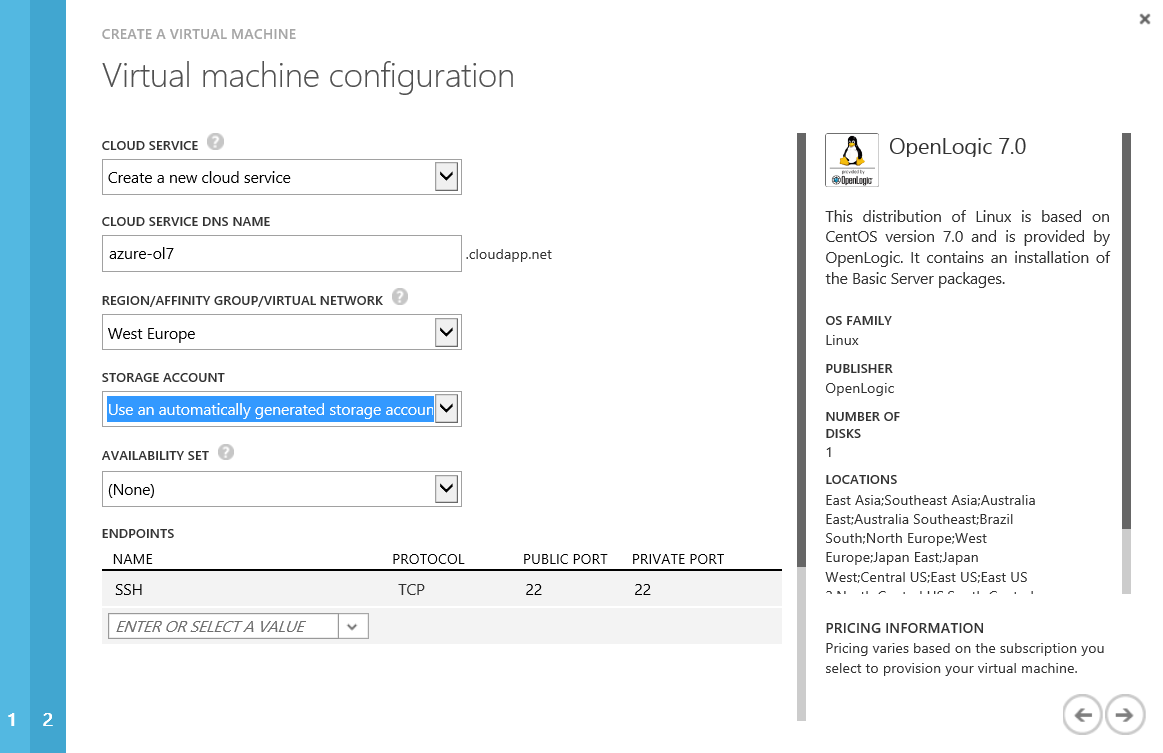 CREATE A VIRTUAL MACHINE
Virtual machine configuration
CLOUD SERVICE ?
Create a new cloud service
CLOUD SERVICE DNS NAME
azure-ol7
.cloudapp.net
REGION/AFFINITY GROUP/VIRTUAL NETWORK ?
West Europe
STORAGE ACCOUNT
Use an automatically generated storage accoun
AVAILABILITY SET ?
(None)
ENDPOINTS
NAME PROTOCOL PUBLIC PORT PRIVATE PORT
SSH TCP 22 22
ENTER OR SELECT A VALUE
1 2
provided by
OpenLogic
OpenLogic 7.0
This distribution of Linux is based on
CentOS version 7.0 and is provided by
OpenLogic. It contains an installation of
the Basic Server packages.
OS FAMILY
Linux
PUBLISHER
OpenLogic
NUMBER OF
DISKS
1
LOCATIONS
East Asia;Southeast Asia;Australia
East;Australia Southeast;Brazil
South;North Europe;West
Europe;Japan East;Japan
West;Central US;East US;East US
PRICING INFORMATION
Pricing varies based on the subscription you
select to provision your virtual machine.